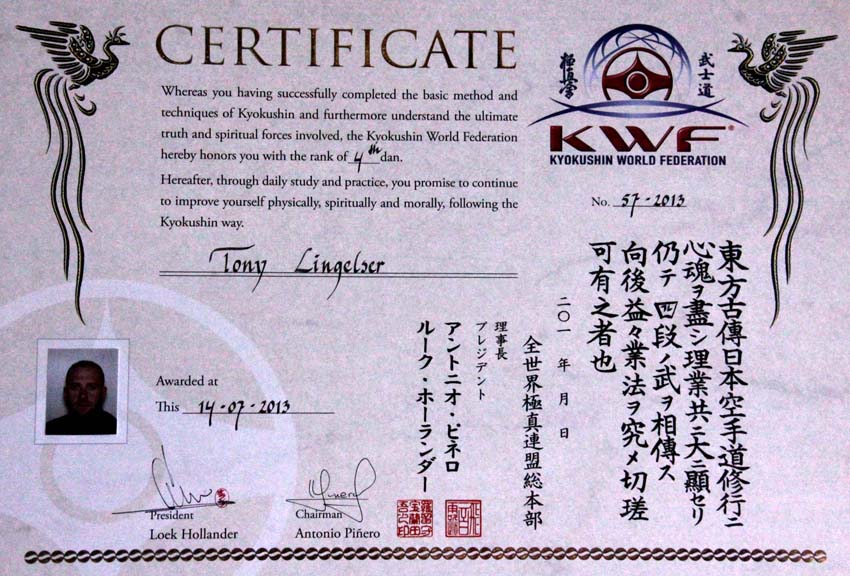 CERTIFICATE
Whereas you having successfully completed the basic method and
techniques of Kyokushin and furthermore understand the ultimate
truth and spiritual forces involved, the Kyokushin World Federation
hereby honors you with the rank of 4th dan.
Hereafter, through daily study and practice, you promise to continue
to improve yourself physically, spiritually and morally, following the
Kyokushin way.
Tony Lingelser
極真会
武士道
KWF®
KYOKUSHIN WORLD FEDERATION
No. 57-2013
東方古傳日本空手道修行ニ
心魂ヲ盡シ理業共ニ大ニ顯セリ
仍テ 四段ノ武ヲ相傳ス
向後益々業法ヲ究メ切瑳
可有之者也
二〇一 年 月 日
全世界極真連盟総本部
理事長
プレジデント
アントニオ・ピネロ
ルーク・ホーランダー
Awarded at
This 14-07-2013
President
Loek Hollander
Chairman
Antonio Piñero